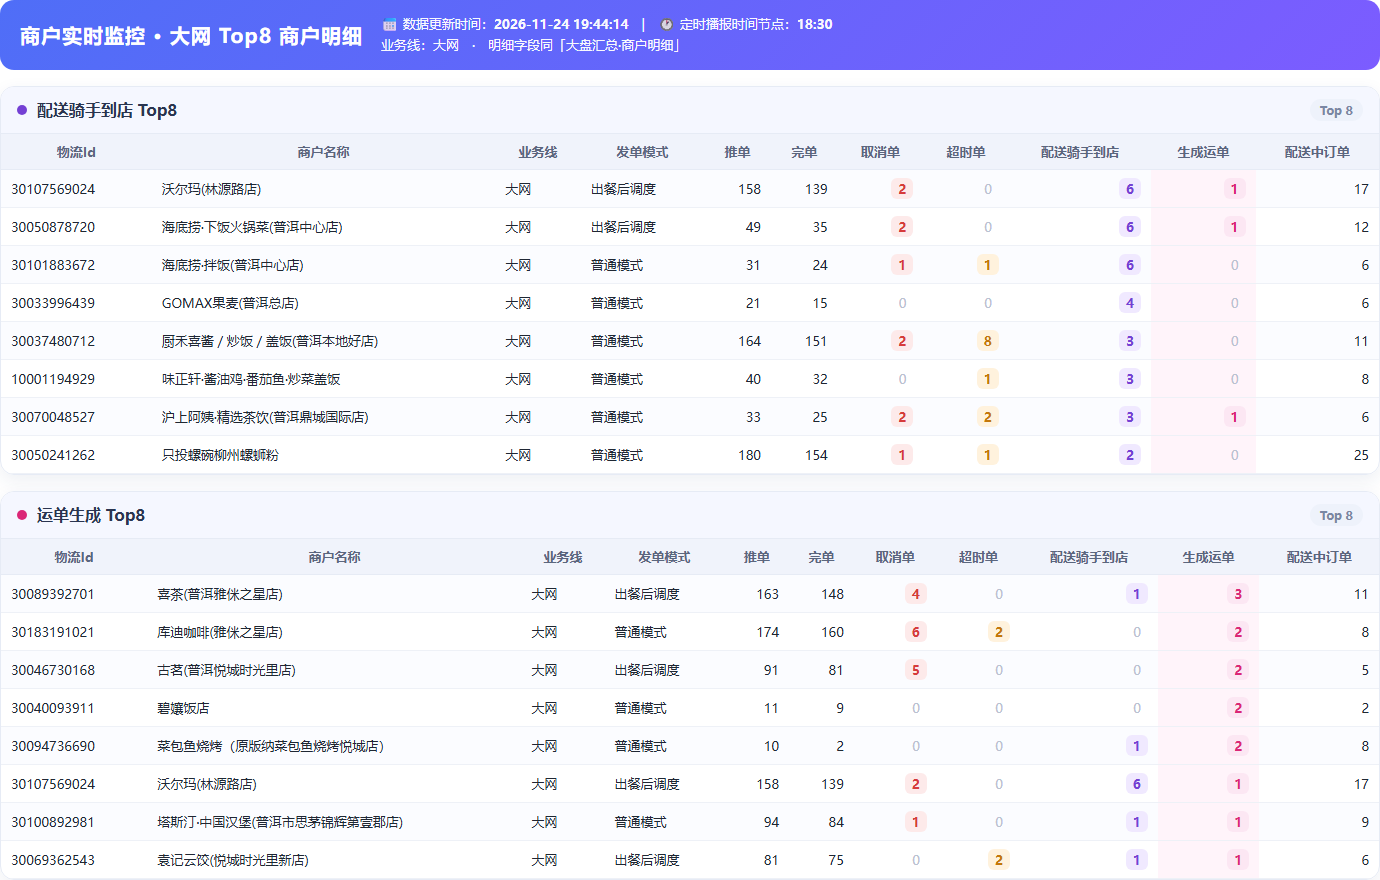 商户实时监控 • 大网 Top8 商户明细
数据更新时间：2026-11-24 19:44:14 | 定时播报时间节点：18:30
业务线：大网 · 明细字段同「大盘汇总·商户明细」
配送骑手到店 Top8 Top 8
物流Id 商户名称 业务线 发单模式 推单 完单 取消单 超时单 配送骑手到店 生成运单 配送中订单
30107569024 沃尔玛(林源路店) 大网 出餐后调度 158 139 2 0 6 1 17
30050878720 海底捞·下饭火锅菜(普洱中心店) 大网 出餐后调度 49 35 2 0 6 1 12
30101883672 海底捞·拌饭(普洱中心店) 大网 普通模式 31 24 1 1 6 0 6
30033996439 GOMAX果麦(普洱总店) 大网 普通模式 21 15 0 0 4 0 6
30037480712 厨禾喜酱 / 炒饭 / 盖饭(普洱本地好店) 大网 普通模式 164 151 2 8 3 0 11
10001194929 味正轩·酱油鸡·番茄鱼·炒菜盖饭 大网 普通模式 40 32 0 1 3 0 8
30070048527 沪上阿姨·精选茶饮(普洱鼎城国际店) 大网 普通模式 33 25 2 2 3 1 6
30050241262 只投螺碗柳州螺蛳粉 大网 普通模式 180 154 1 1 2 0 25
运单生成 Top8 Top 8
物流Id 商户名称 业务线 发单模式 推单 完单 取消单 超时单 配送骑手到店 生成运单 配送中订单
30089392701 喜茶(普洱雅㑇之星店) 大网 出餐后调度 163 148 4 0 1 3 11
30183191021 库迪咖啡(雅㑇之星店) 大网 普通模式 174 160 6 2 0 2 8
30046730168 古茗(普洱悦城时光里店) 大网 出餐后调度 91 81 5 0 0 2 5
30040093911 碧孃饭店 大网 普通模式 11 9 0 0 0 2 2
30094736690 菜包鱼烧烤（原版纳菜包鱼烧烤悦城店） 大网 普通模式 10 2 0 0 1 2 8
30107569024 沃尔玛(林源路店) 大网 出餐后调度 158 139 2 0 6 1 17
30100892981 塔斯汀·中国汉堡(普洱市思茅锦辉第壹郡店) 大网 普通模式 94 84 1 0 1 1 9
30069362543 袁记云饺(悦城时光里新店) 大网 出餐后调度 81 75 0 2 1 1 6